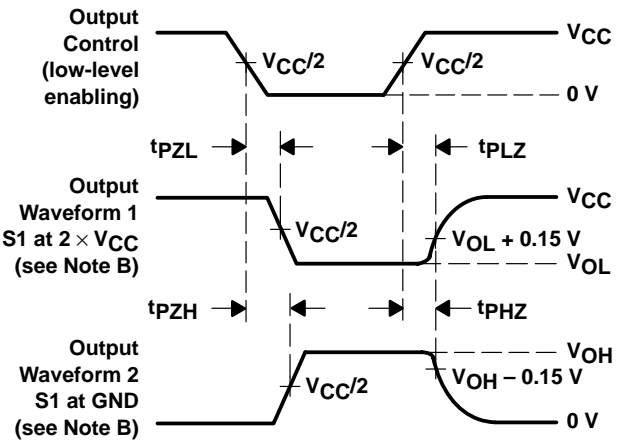 Output
Control
(low-level
enabling)
VCC/2
VCC/2
VCC
0 V
tPZL
tPLZ
Output
Waveform 1
S1 at 2 × VCC
(see Note B)
VCC/2
VCC
VOL + 0.15 V
VOL
tPZH
tPHZ
Output
Waveform 2
S1 at GND
(see Note B)
VCC/2
VOH
VOH – 0.15 V
0 V